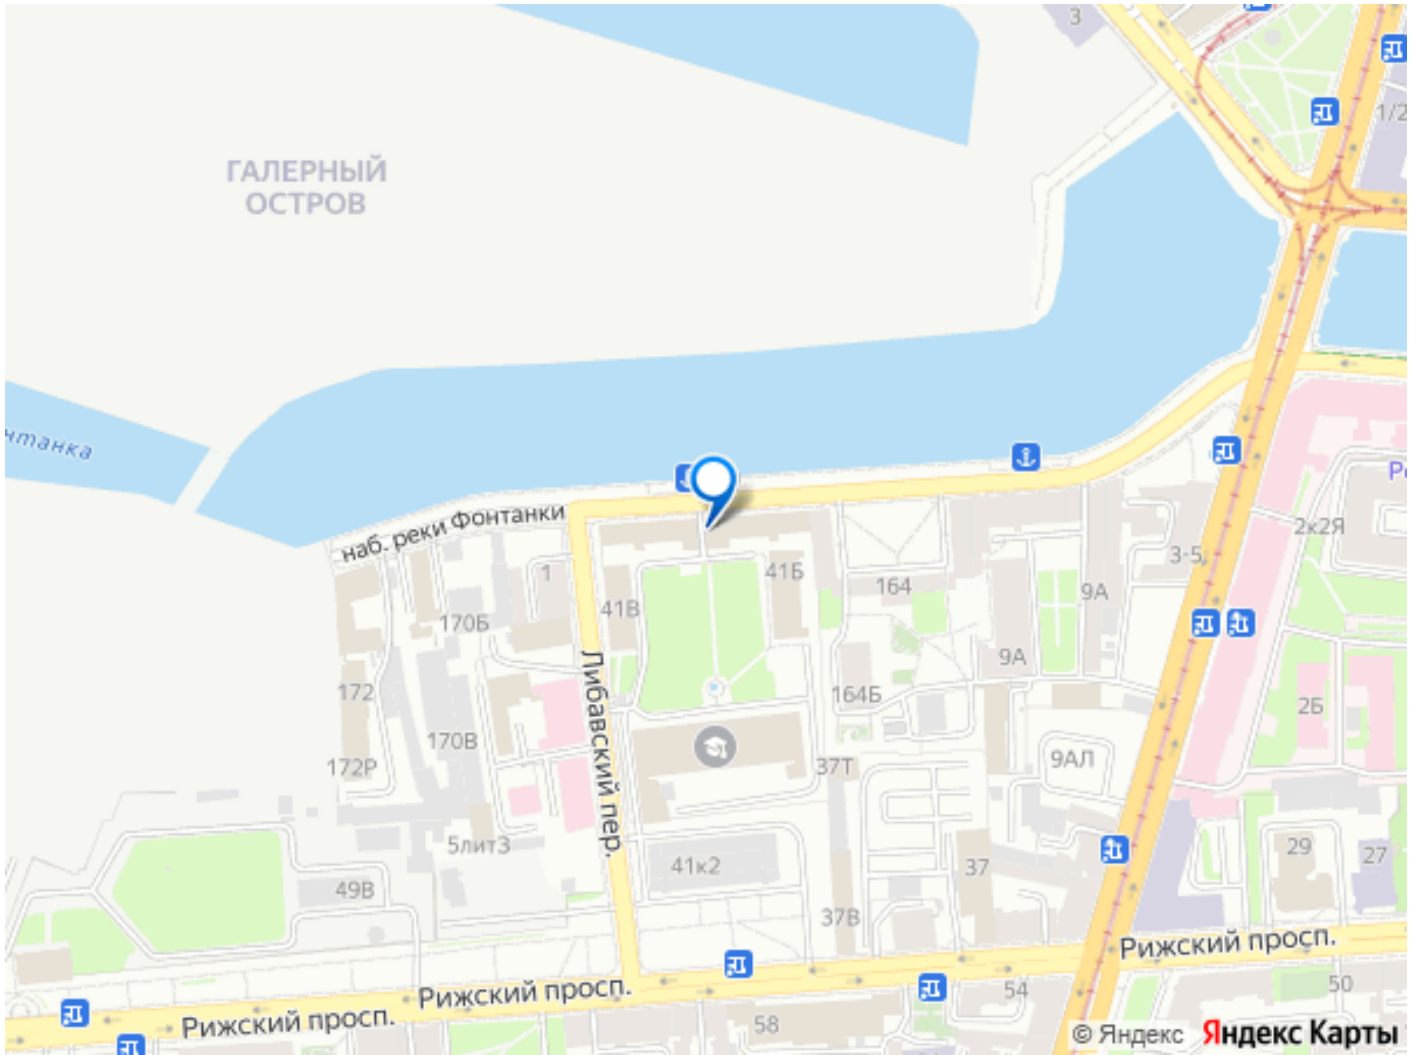 3
1/2
ГАЛЕРНЫЙ
ОСТРОВ
нтанка
наб. реки Фонтанки
2к2Я
3-5
1
41Б
164
9А
41В
170Б
9А
172
164Б
2Б
170В
Либавский пер.
172Р
37Т
9АЛ
5лит3
41к2
37
29
27
49В
37В
Рижский просп.
Рижский просп.
54
50
Рижский просп.
58
© Яндекс Яндекс Карты